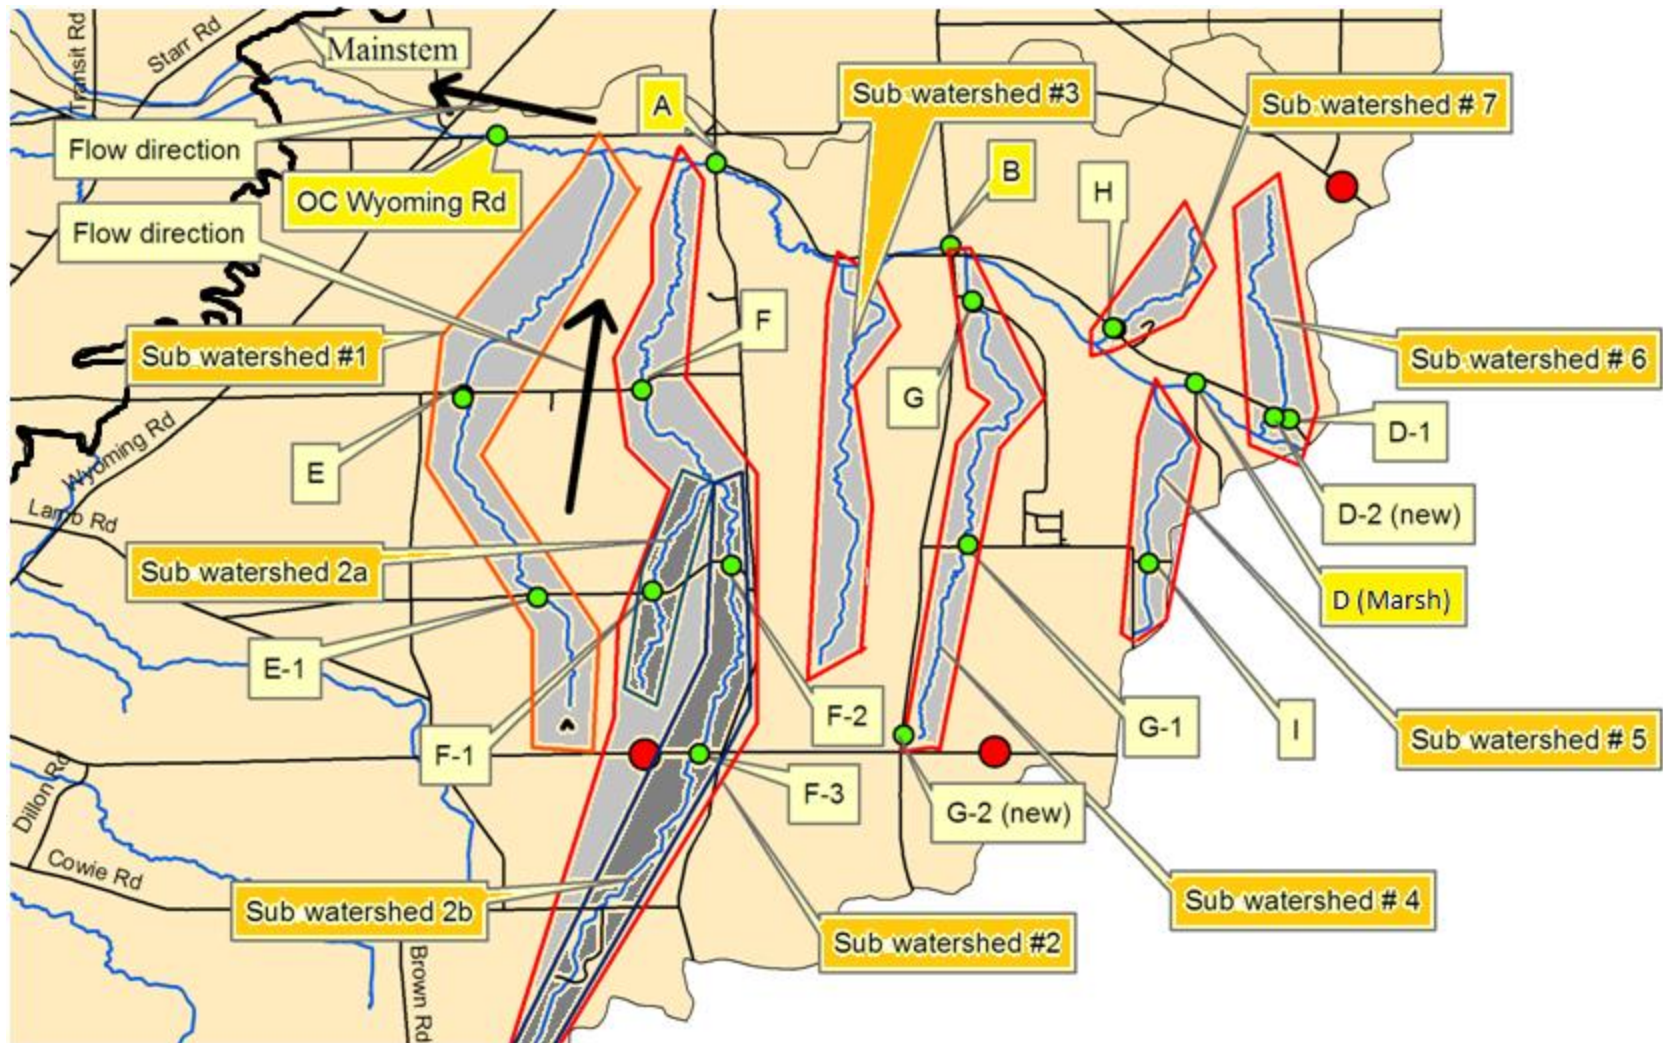 Transit Rd
Starr Rd
Mainstem
A
Sub watershed #3
Sub watershed # 7
Flow direction
B
H
OC Wyoming Rd
Flow direction
F
Sub watershed #1
Sub watershed # 6
G
D-1
Wyoming Rd
E
Lamb Rd
D-2 (new)
Sub watershed 2a
D (Marsh)
E-1
F-2
G-1
I
F-1
Sub watershed # 5
Dillon Rd
F-3
G-2 (new)
Cowie Rd
Sub watershed 2b
Sub watershed # 4
Sub watershed #2
Brown Rd